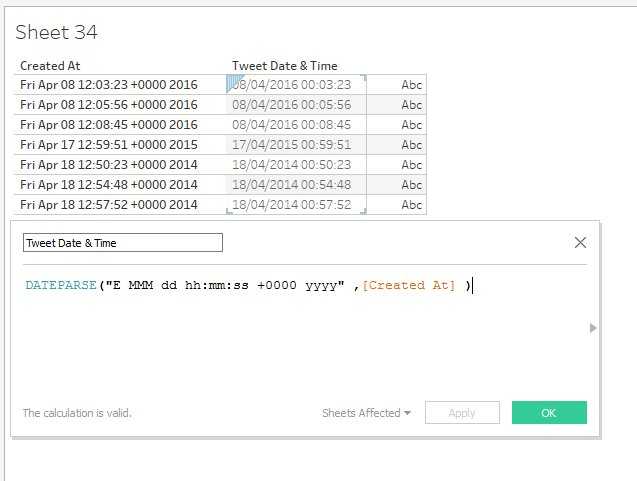 Sheet 34
Created At Tweet Date & Time
Fri Apr 08 12:03:23 +0000 2016 08/04/2016 00:03:23 Abc
Fri Apr 08 12:05:56 +0000 2016 08/04/2016 00:05:56 Abc
Fri Apr 08 12:08:45 +0000 2016 08/04/2016 00:08:45 Abc
Fri Apr 17 12:59:51 +0000 2015 17/04/2015 00:59:51 Abc
Fri Apr 18 12:50:23 +0000 2014 18/04/2014 00:50:23 Abc
Fri Apr 18 12:54:48 +0000 2014 18/04/2014 00:54:48 Abc
Fri Apr 18 12:57:52 +0000 2014 18/04/2014 00:57:52 Abc
Tweet Date & Time
DATEPARSE("E MMM dd hh:mm:ss +0000 yyyy" ,[Created At] )
The calculation is valid. Sheets Affected Apply OK